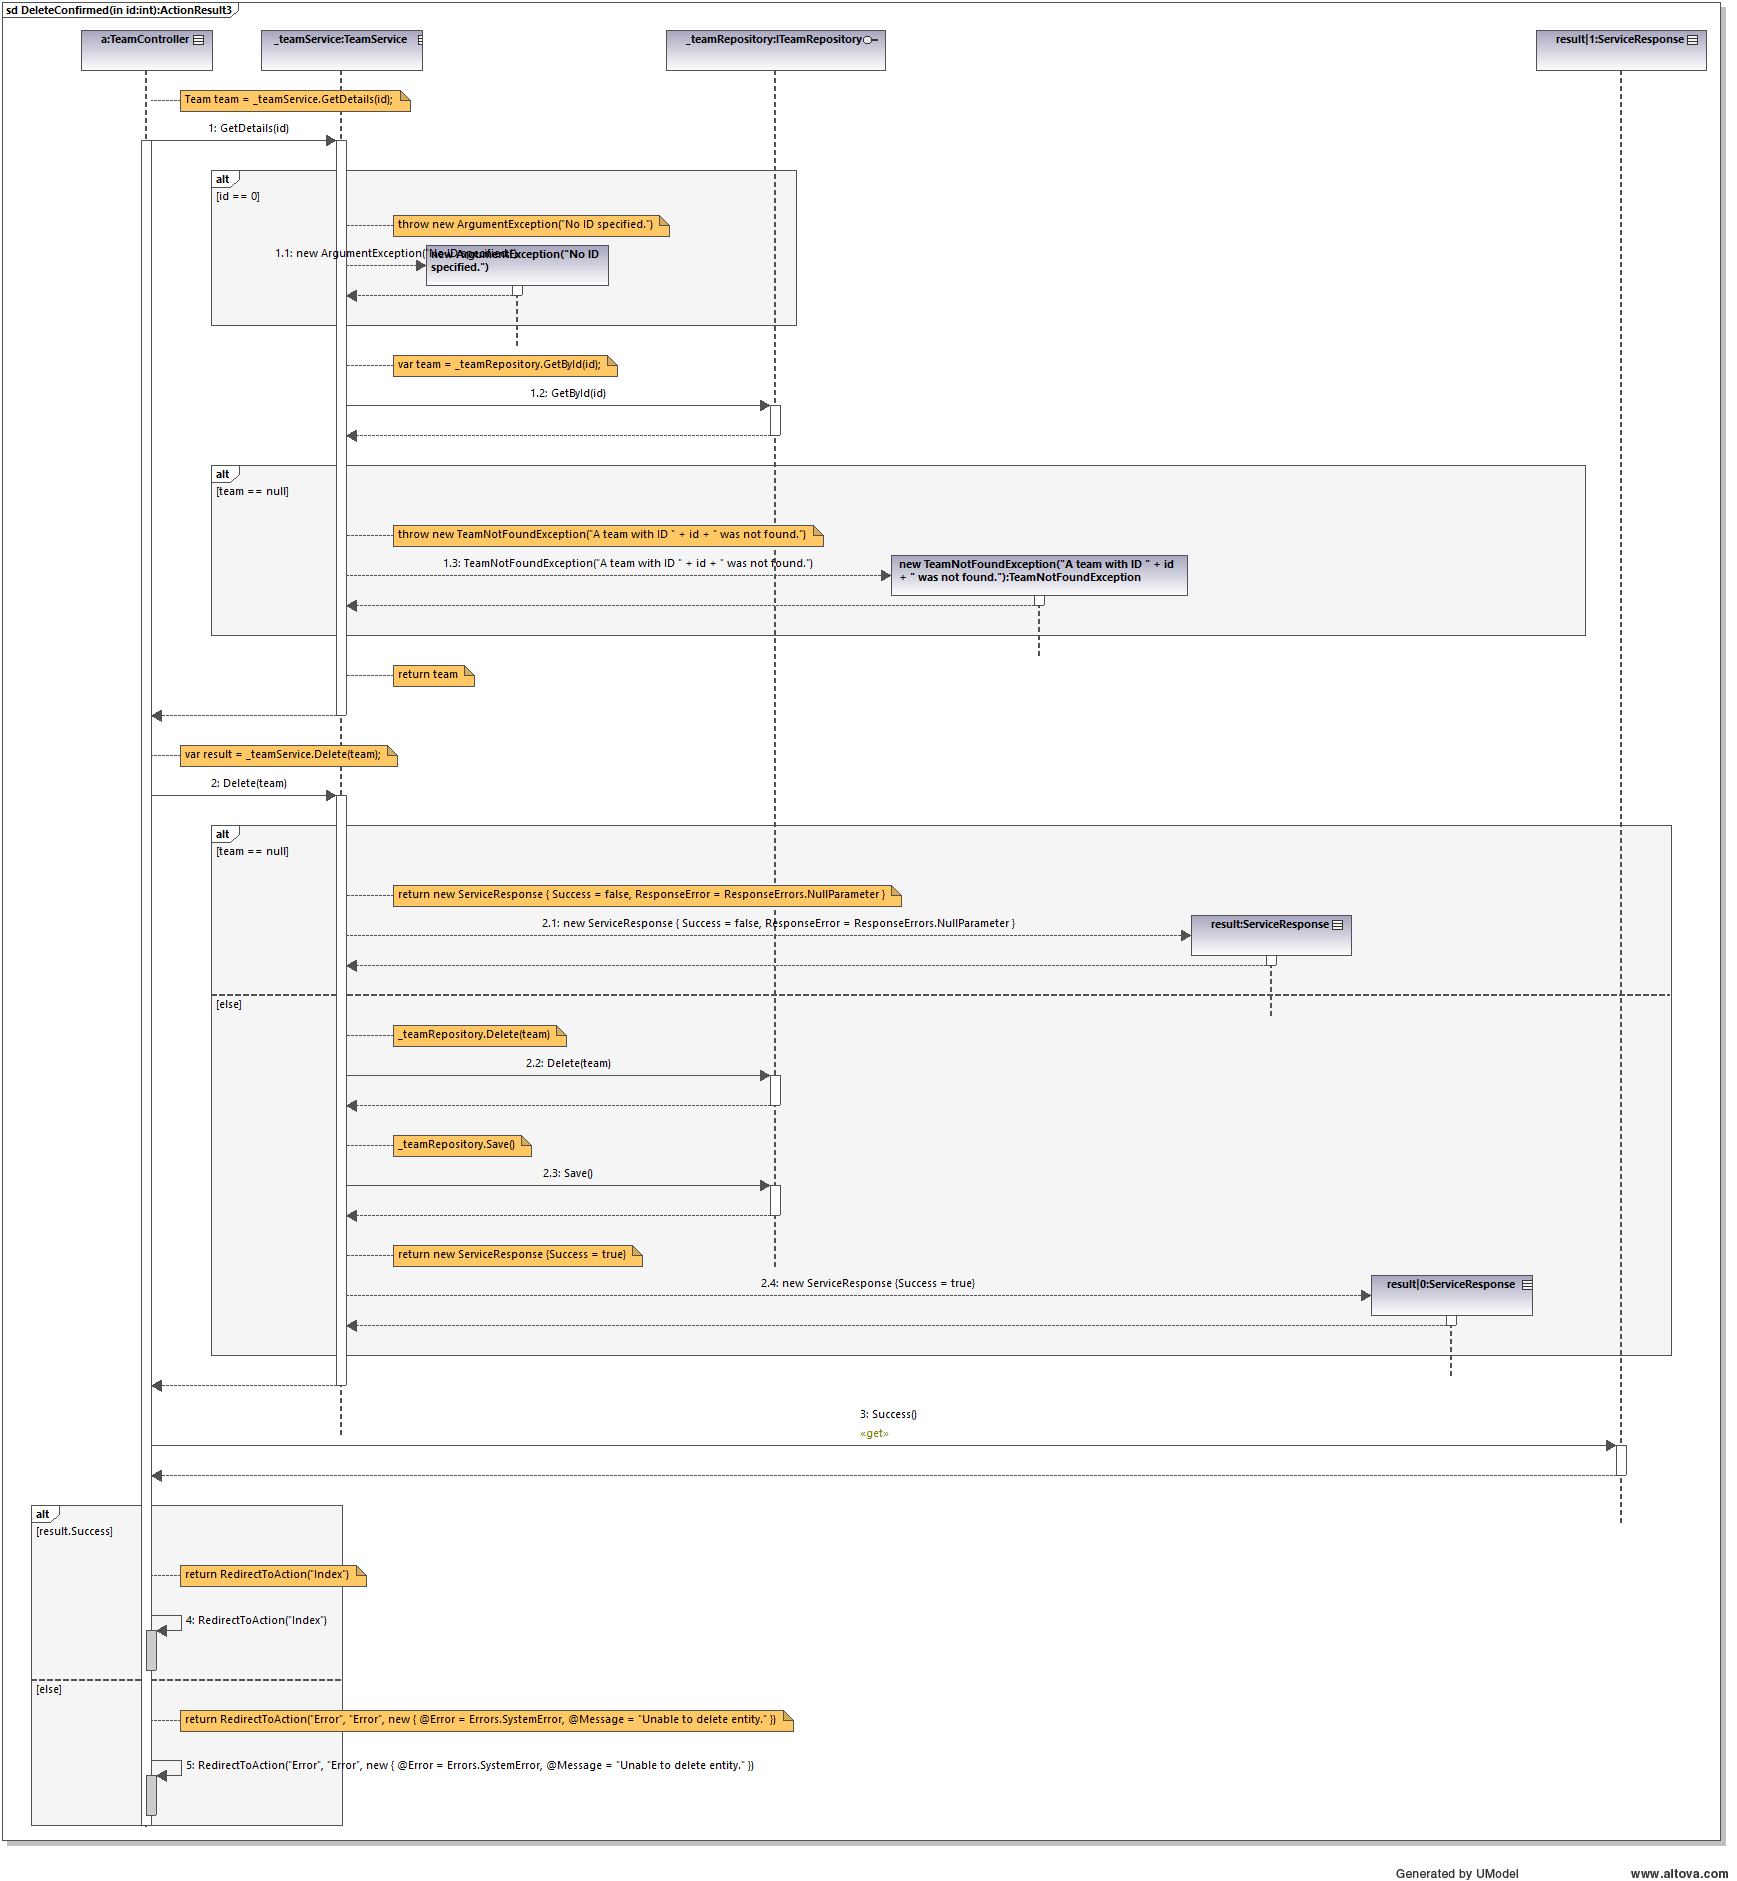 sd DeleteConfirmed(in id:int):ActionResult3
a:TeamController
_teamService:TeamService
_teamRepository:ITeamRepository
result|1:ServiceResponse
Team team = _teamService.GetDetails(id);
1: GetDetails(id)
alt
[id == 0]
throw new ArgumentException("No ID specified.")
1.1: new ArgumentException("No ID specified.")
new ArgumentException("No ID
specified.")
var team = _teamRepository.GetById(id);
1.2: GetById(id)
alt
[team == null]
throw new TeamNotFoundException("A team with ID " + id + " was not found.")
1.3: TeamNotFoundException("A team with ID " + id + " was not found.")
new TeamNotFoundException("A team with ID " + id
+ " was not found."):TeamNotFoundException
return team
var result = _teamService.Delete(team);
2: Delete(team)
alt
[team == null]
return new ServiceResponse { Success = false, ResponseError = ResponseErrors.NullParameter }
2.1: new ServiceResponse { Success = false, ResponseError = ResponseErrors.NullParameter }
result:ServiceResponse
[else]
_teamRepository.Delete(team)
2.2: Delete(team)
_teamRepository.Save()
2.3: Save()
return new ServiceResponse {Success = true}
2.4: new ServiceResponse {Success = true}
result|0:ServiceResponse
3: Success()
«get»
alt
[result.Success]
return RedirectToAction("Index")
4: RedirectToAction("Index")
[else]
return RedirectToAction("Error", "Error", new { @Error = Errors.SystemError, @Message = "Unable to delete entity." })
5: RedirectToAction("Error", "Error", new { @Error = Errors.SystemError, @Message = "Unable to delete entity." })
Generated by UModel
www.altova.com